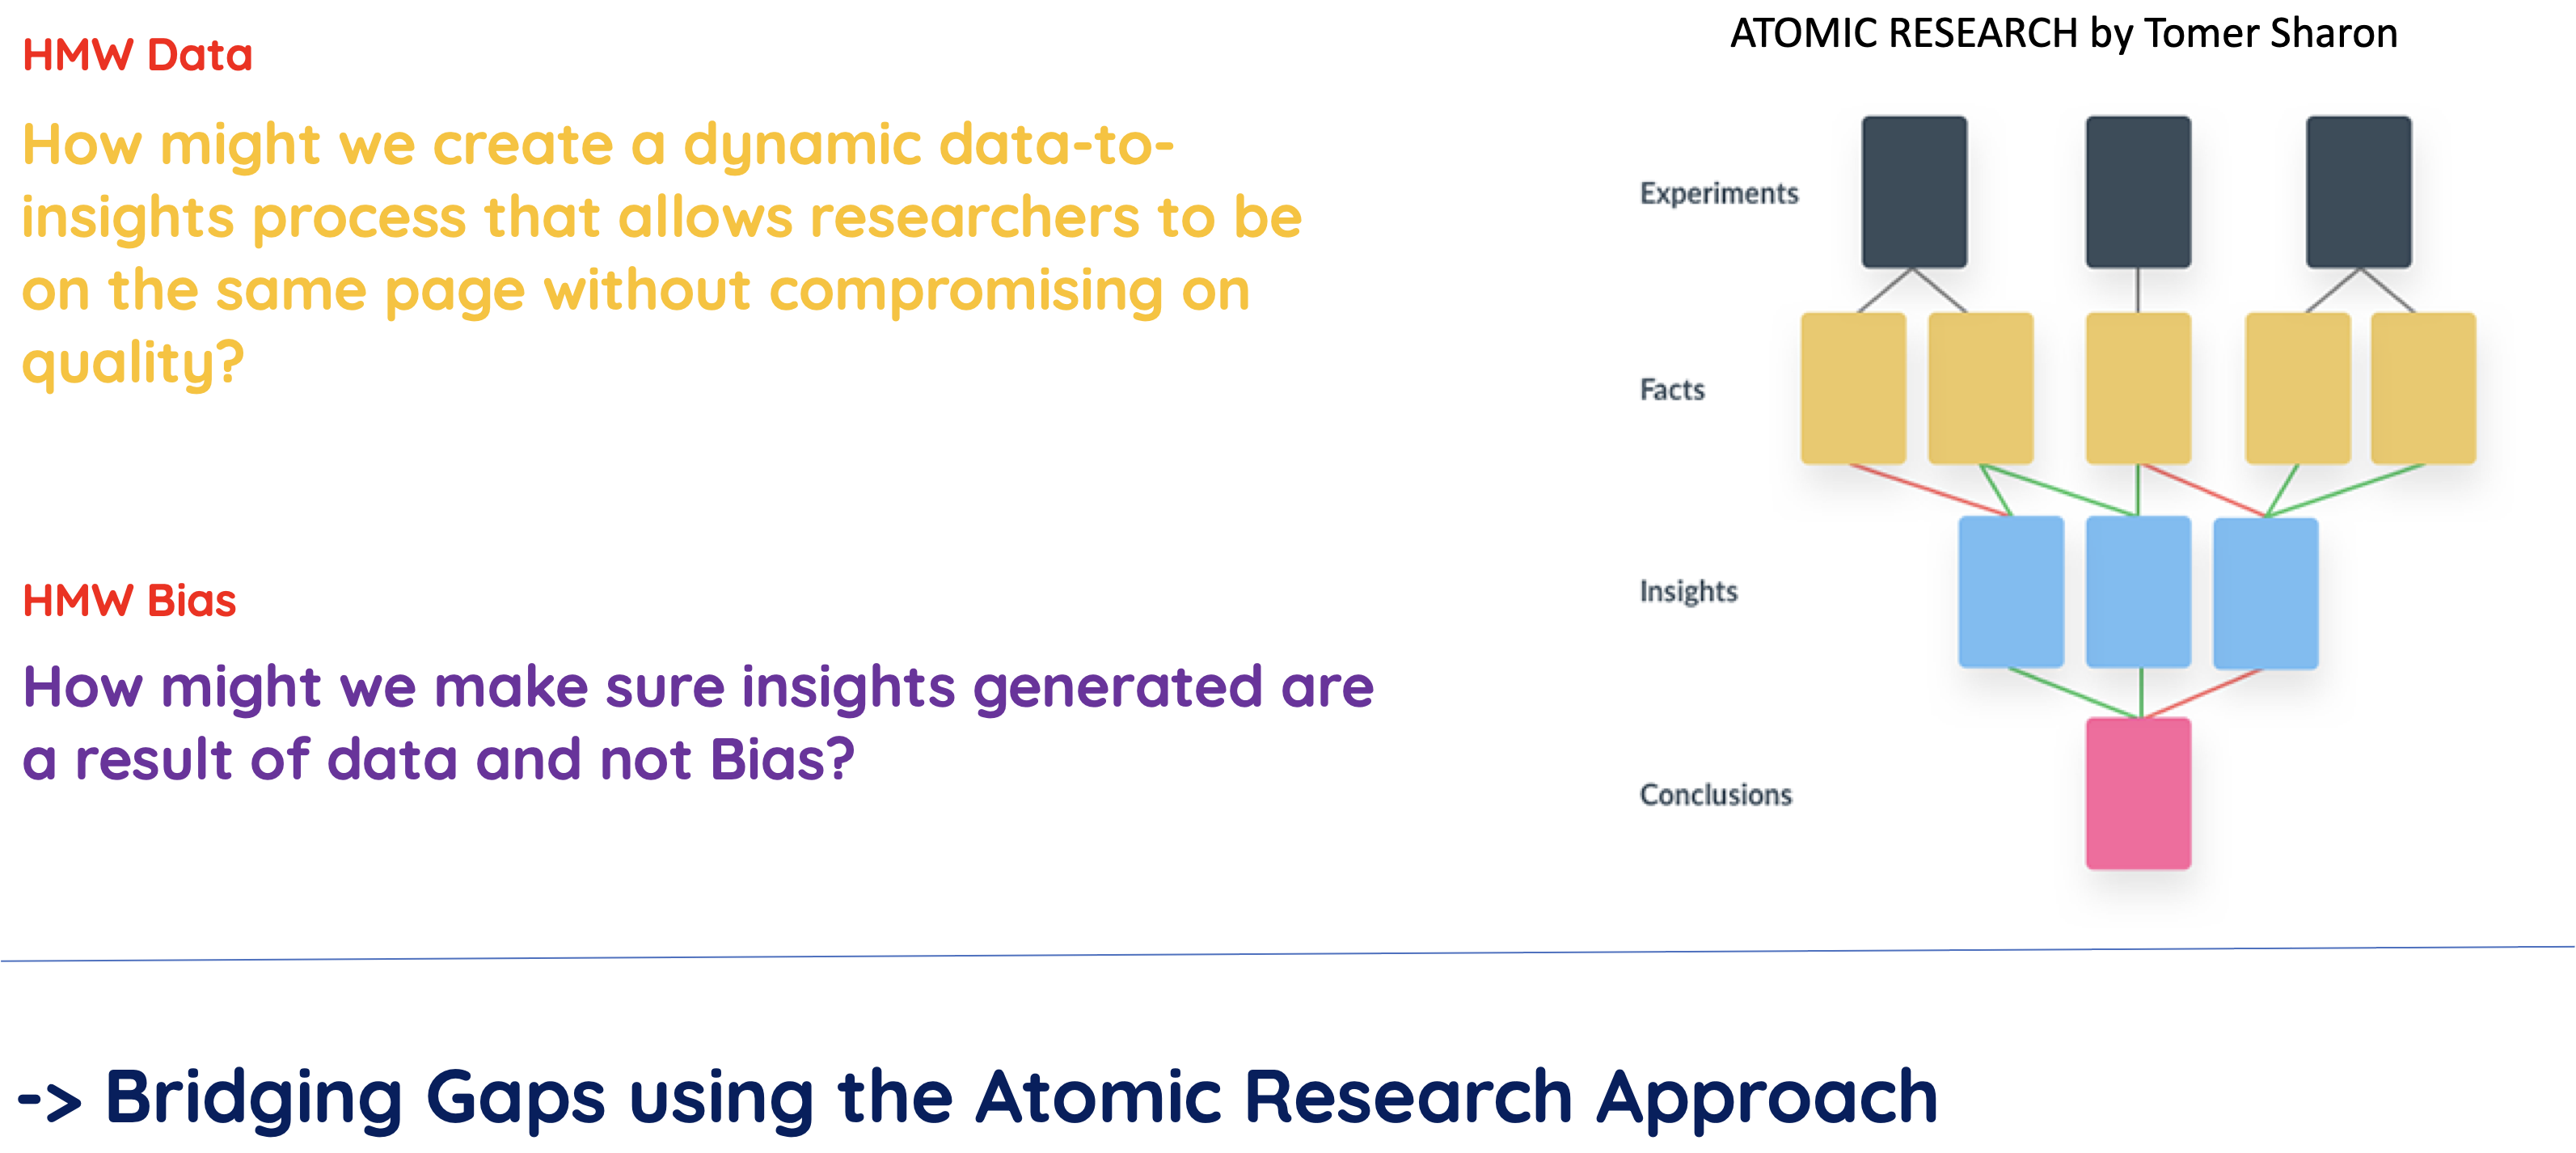 HMW Data
How might we create a dynamic data-to-
insights process that allows researchers to be
on the same page without compromising on
quality?
HMW Bias
How might we make sure insights generated are
a result of data and not Bias?
ATOMIC RESEARCH by Tomer Sharon
Experiments
Facts
Insights
Conclusions
-> Bridging Gaps using the Atomic Research Approach